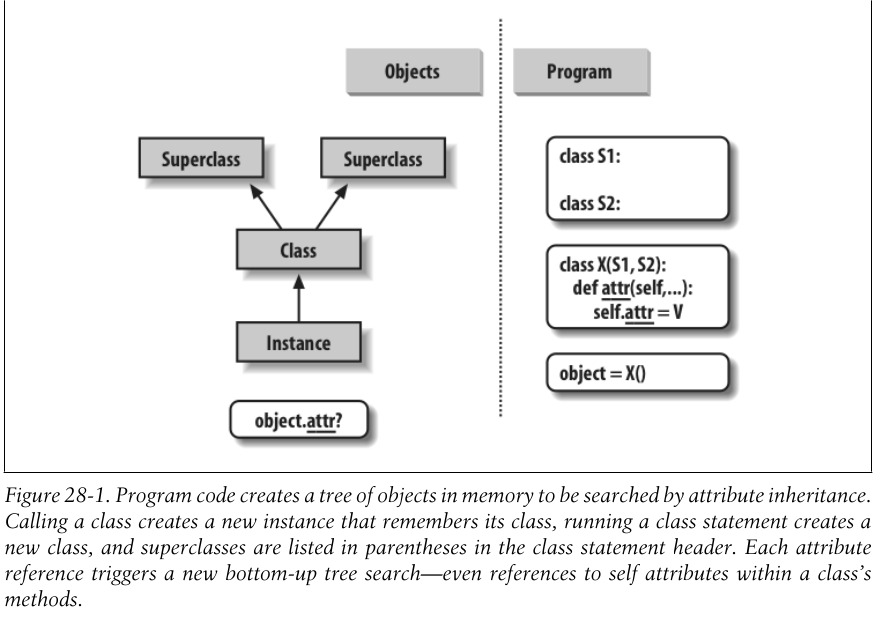 Objects
Program
Superclass
Superclass
Class
Instance
object.attr?
class S1:
class S2:
class X(S1, S2):
def attr(self,...):
self.attr = V
object = X()
Figure 28-1. Program code creates a tree of objects in memory to be searched by attribute inheritance.
Calling a class creates a new instance that remembers its class, running a class statement creates a
new class, and superclasses are listed in parentheses in the class statement header. Each attribute
reference triggers a new bottom-up tree search—even references to self attributes within a class’s
methods.